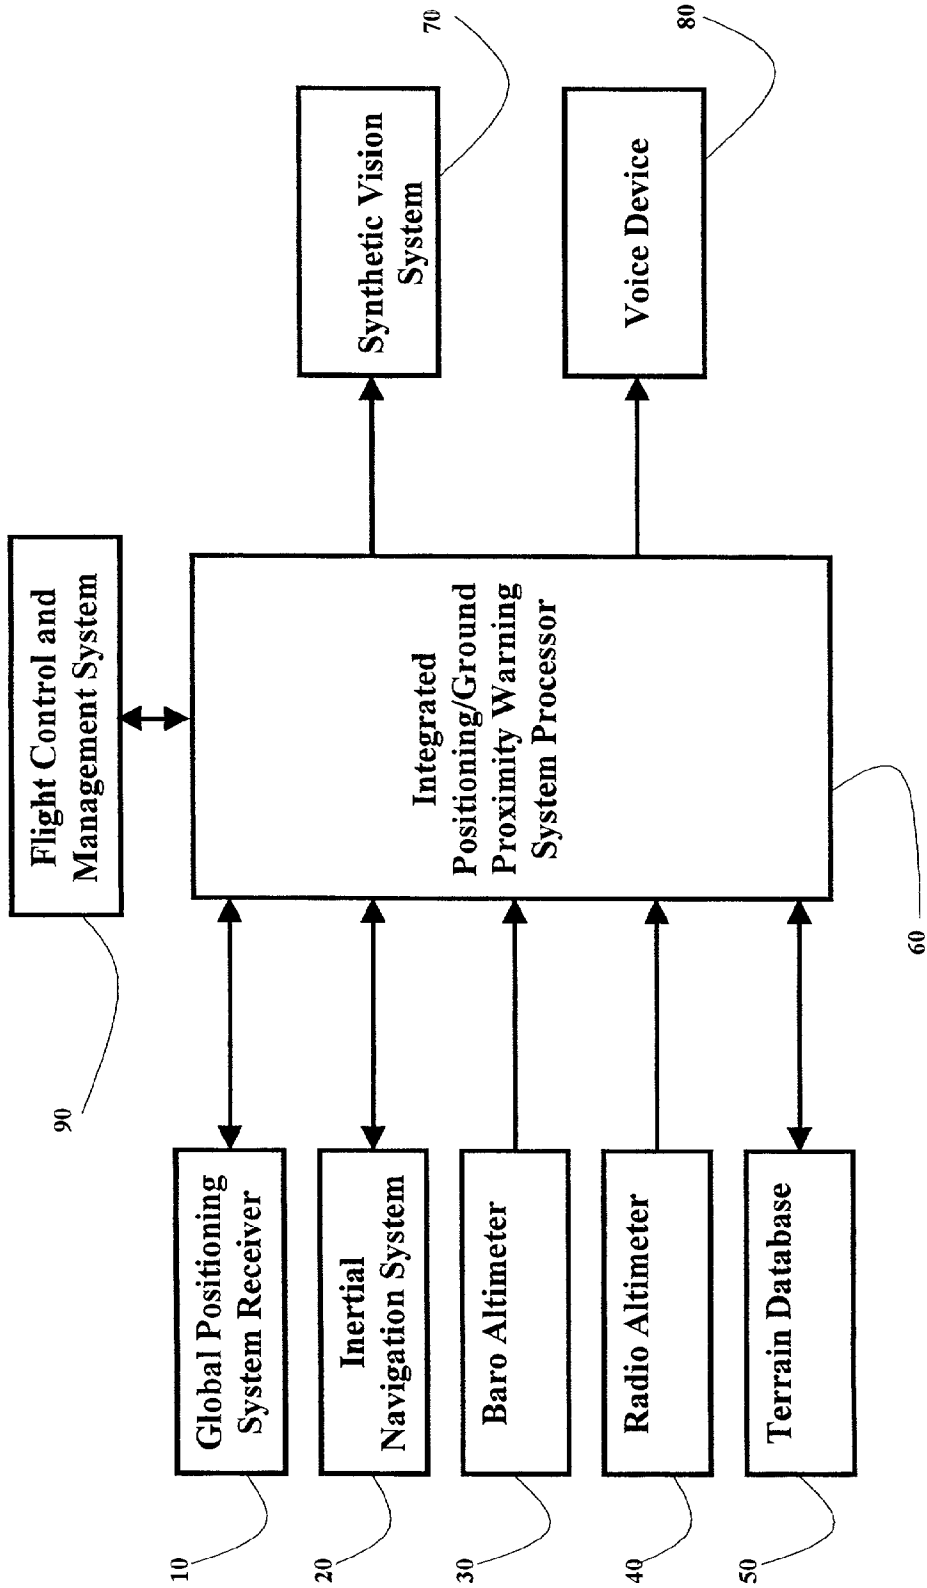 90
Flight Control and
Management System
10
Global Positioning
System Receiver
20
Inertial
Navigation System
30
Baro Altimeter
40
Radio Altimeter
50
Terrain Database
Integrated
Positioning/Ground
Proximity Warning
System Processor
60
Synthetic Vision
System
70
Voice Device
80